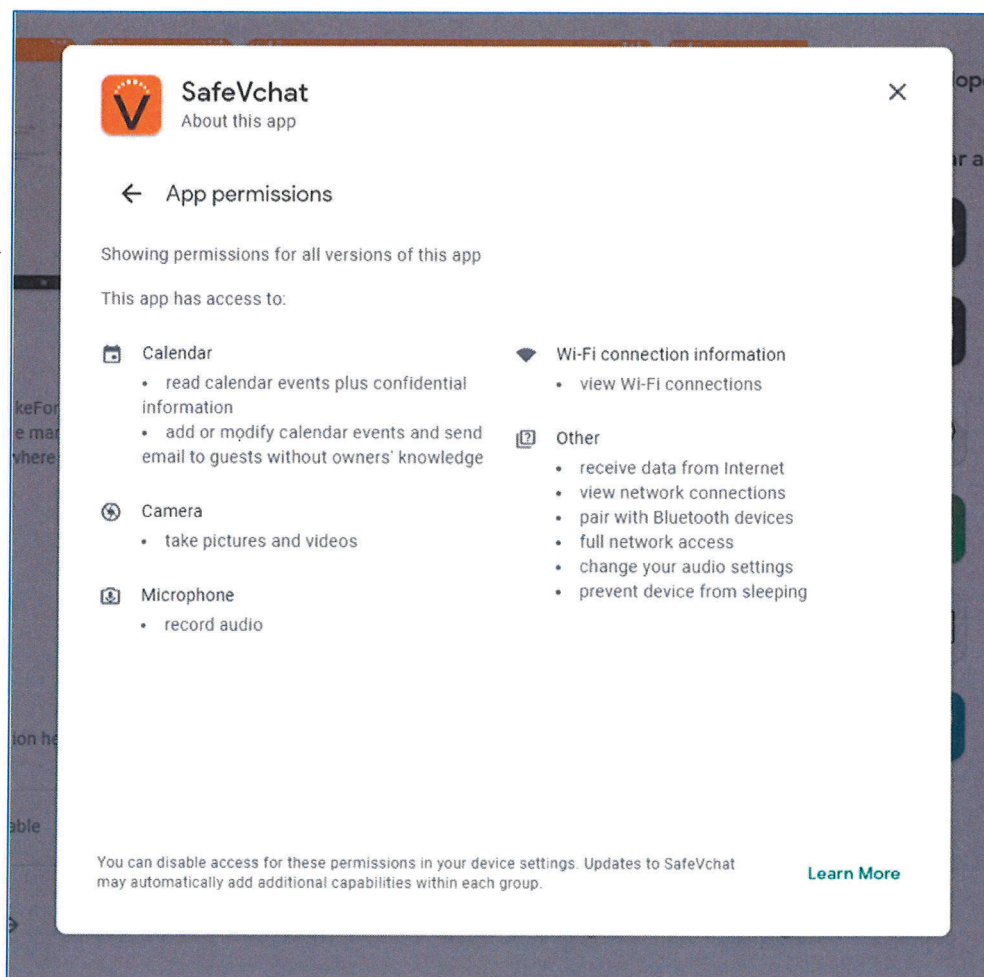 SafeVchat
About this app
App permissions
Showing permissions for all versions of this app
This app has access to:
Calendar
• read calendar events plus confidential
information
• add or modify calendar events and send
email to guests without owners' knowledge
Camera
• take pictures and videos
Microphone
• record audio
Wi-Fi connection information
• view Wi-Fi connections
Other
• receive data from Internet
• view network connections
• pair with Bluetooth devices
• full network access
• change your audio settings
• prevent device from sleeping
You can disable access for these permissions in your device settings. Updates to SafeVchat
may automatically add additional capabilities within each group.
Learn More